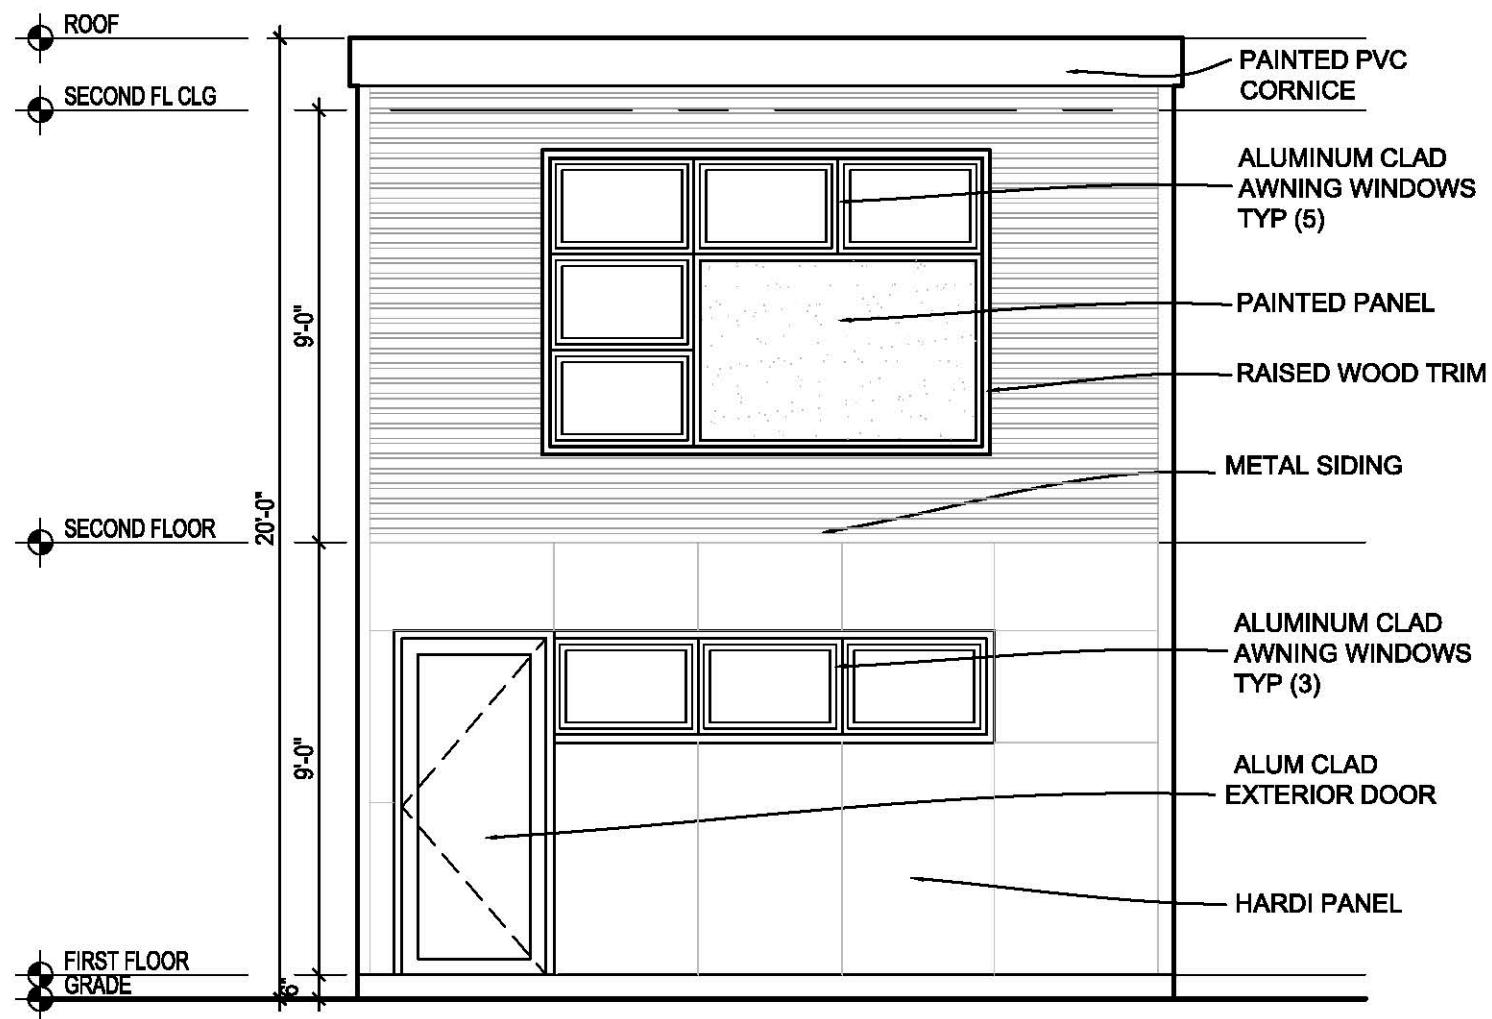 ROOF
SECOND FL CLG
SECOND FLOOR
FIRST FLOOR
GRADE
20'-0"
9'-0"
9'-0"
6"
PAINTED PVC
CORNICE
ALUMINUM CLAD
AWNING WINDOWS
TYP (5)
PAINTED PANEL
RAISED WOOD TRIM
METAL SIDING
ALUMINUM CLAD
AWNING WINDOWS
TYP (3)
ALUM CLAD
EXTERIOR DOOR
HARDI PANEL